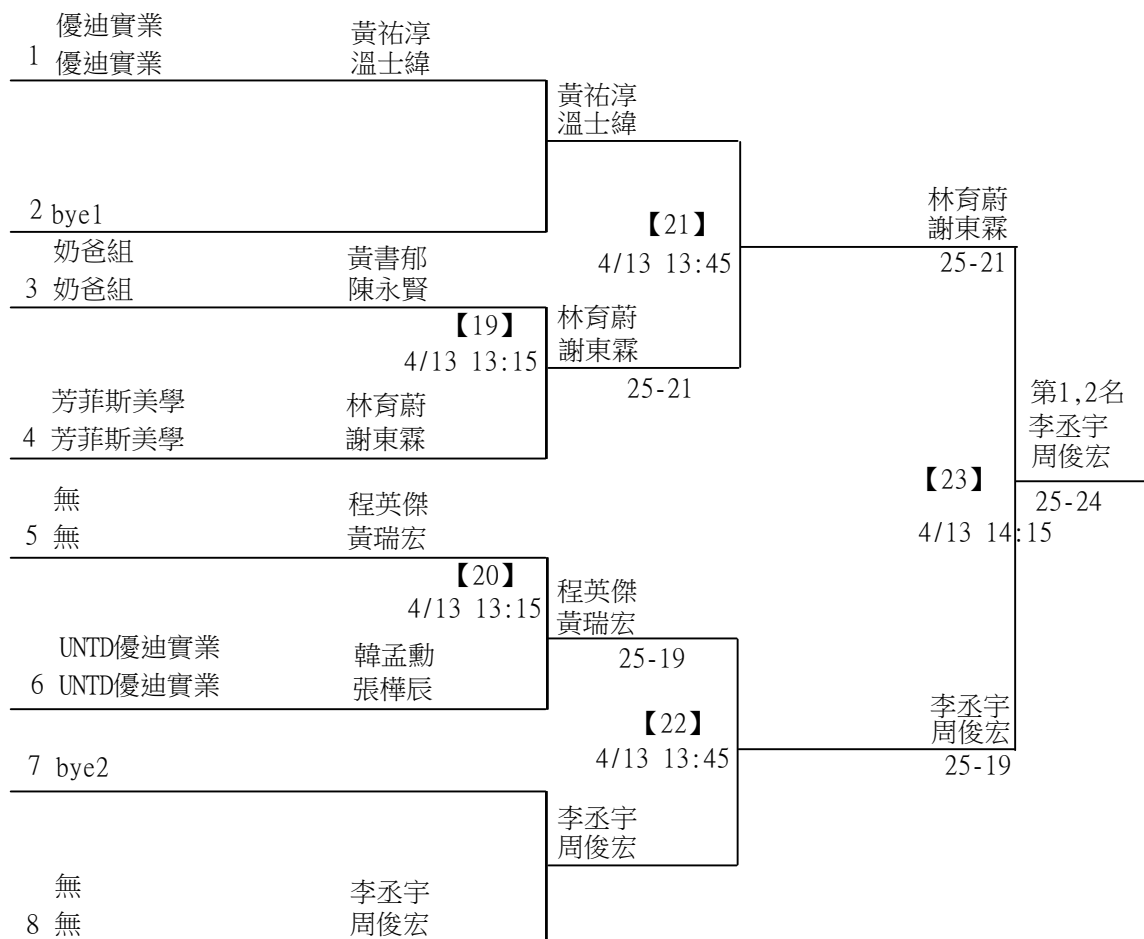 優迪實業 黃祐淳
1 優迪實業 溫士緯
黃祐淳
溫士緯
2 bye1
林育蔚
謝東霖
【21】
4/13 13:45
25-21
奶爸組 黃書郁
3 奶爸組 陳永賢
【19】
4/13 13:15
林育蔚
謝東霖
25-21
芳菲斯美學 林育蔚
4 芳菲斯美學 謝東霖
第1,2名
李丞宇
周俊宏
【23】
25-24
4/13 14:15
無 程英傑
5 無 黃瑞宏
【20】
4/13 13:15
程英傑
黃瑞宏
25-19
UNTD優迪實業 韓孟勳
6 UNTD優迪實業 張樺辰
【22】
4/13 13:45
李丞宇
周俊宏
25-19
7 bye2
李丞宇
周俊宏
無 李丞宇
8 無 周俊宏